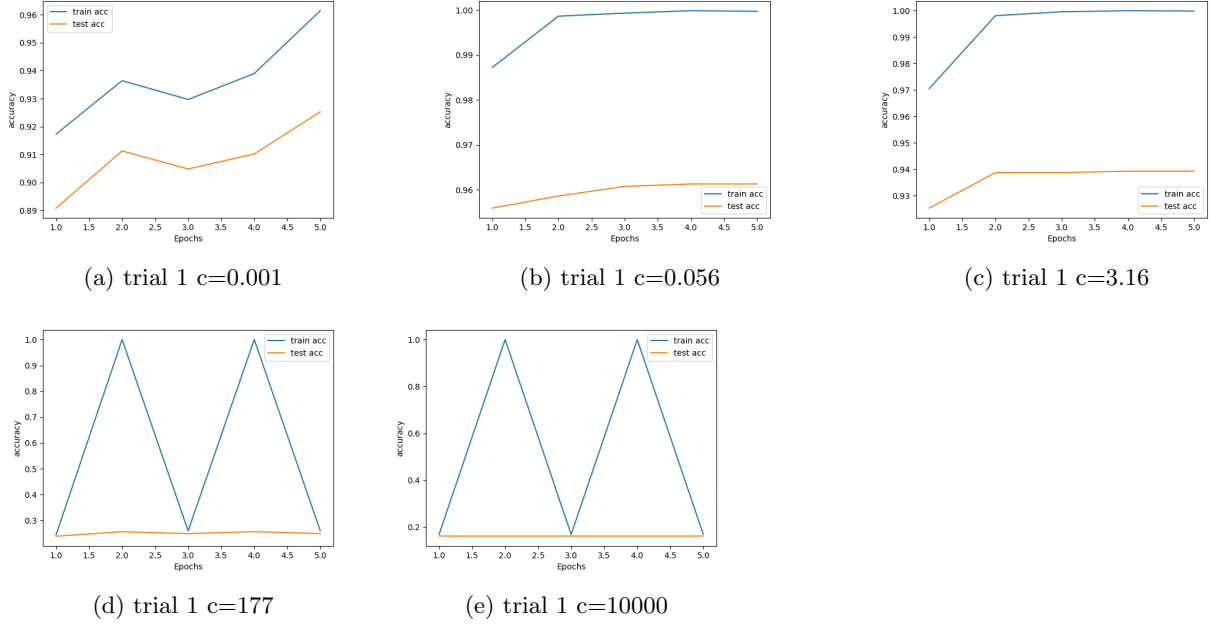 0.96
0.95
0.94
0.93
0.92
0.91
0.90
0.89
accuracy
train acc
test acc
1.0 1.5 2.0 2.5 3.0 3.5 4.0 4.5 5.0
Epochs
(a) trial 1 c=0.001
1.00
0.99
0.98
0.97
0.96
accuracy
train acc
test acc
1.0 1.5 2.0 2.5 3.0 3.5 4.0 4.5 5.0
Epochs
(b) trial 1 c=0.056
1.00
0.99
0.98
0.97
0.96
0.95
0.94
0.93
accuracy
train acc
test acc
1.0 1.5 2.0 2.5 3.0 3.5 4.0 4.5 5.0
Epochs
(c) trial 1 c=3.16
1.0
0.9
0.8
0.7
0.6
0.5
0.4
0.3
accuracy
train acc
test acc
1.0 1.5 2.0 2.5 3.0 3.5 4.0 4.5 5.0
Epochs
(d) trial 1 c=177
1.0
0.8
0.6
0.4
0.2
accuracy
train acc
test acc
1.0 1.5 2.0 2.5 3.0 3.5 4.0 4.5 5.0
Epochs
(e) trial 1 c=10000